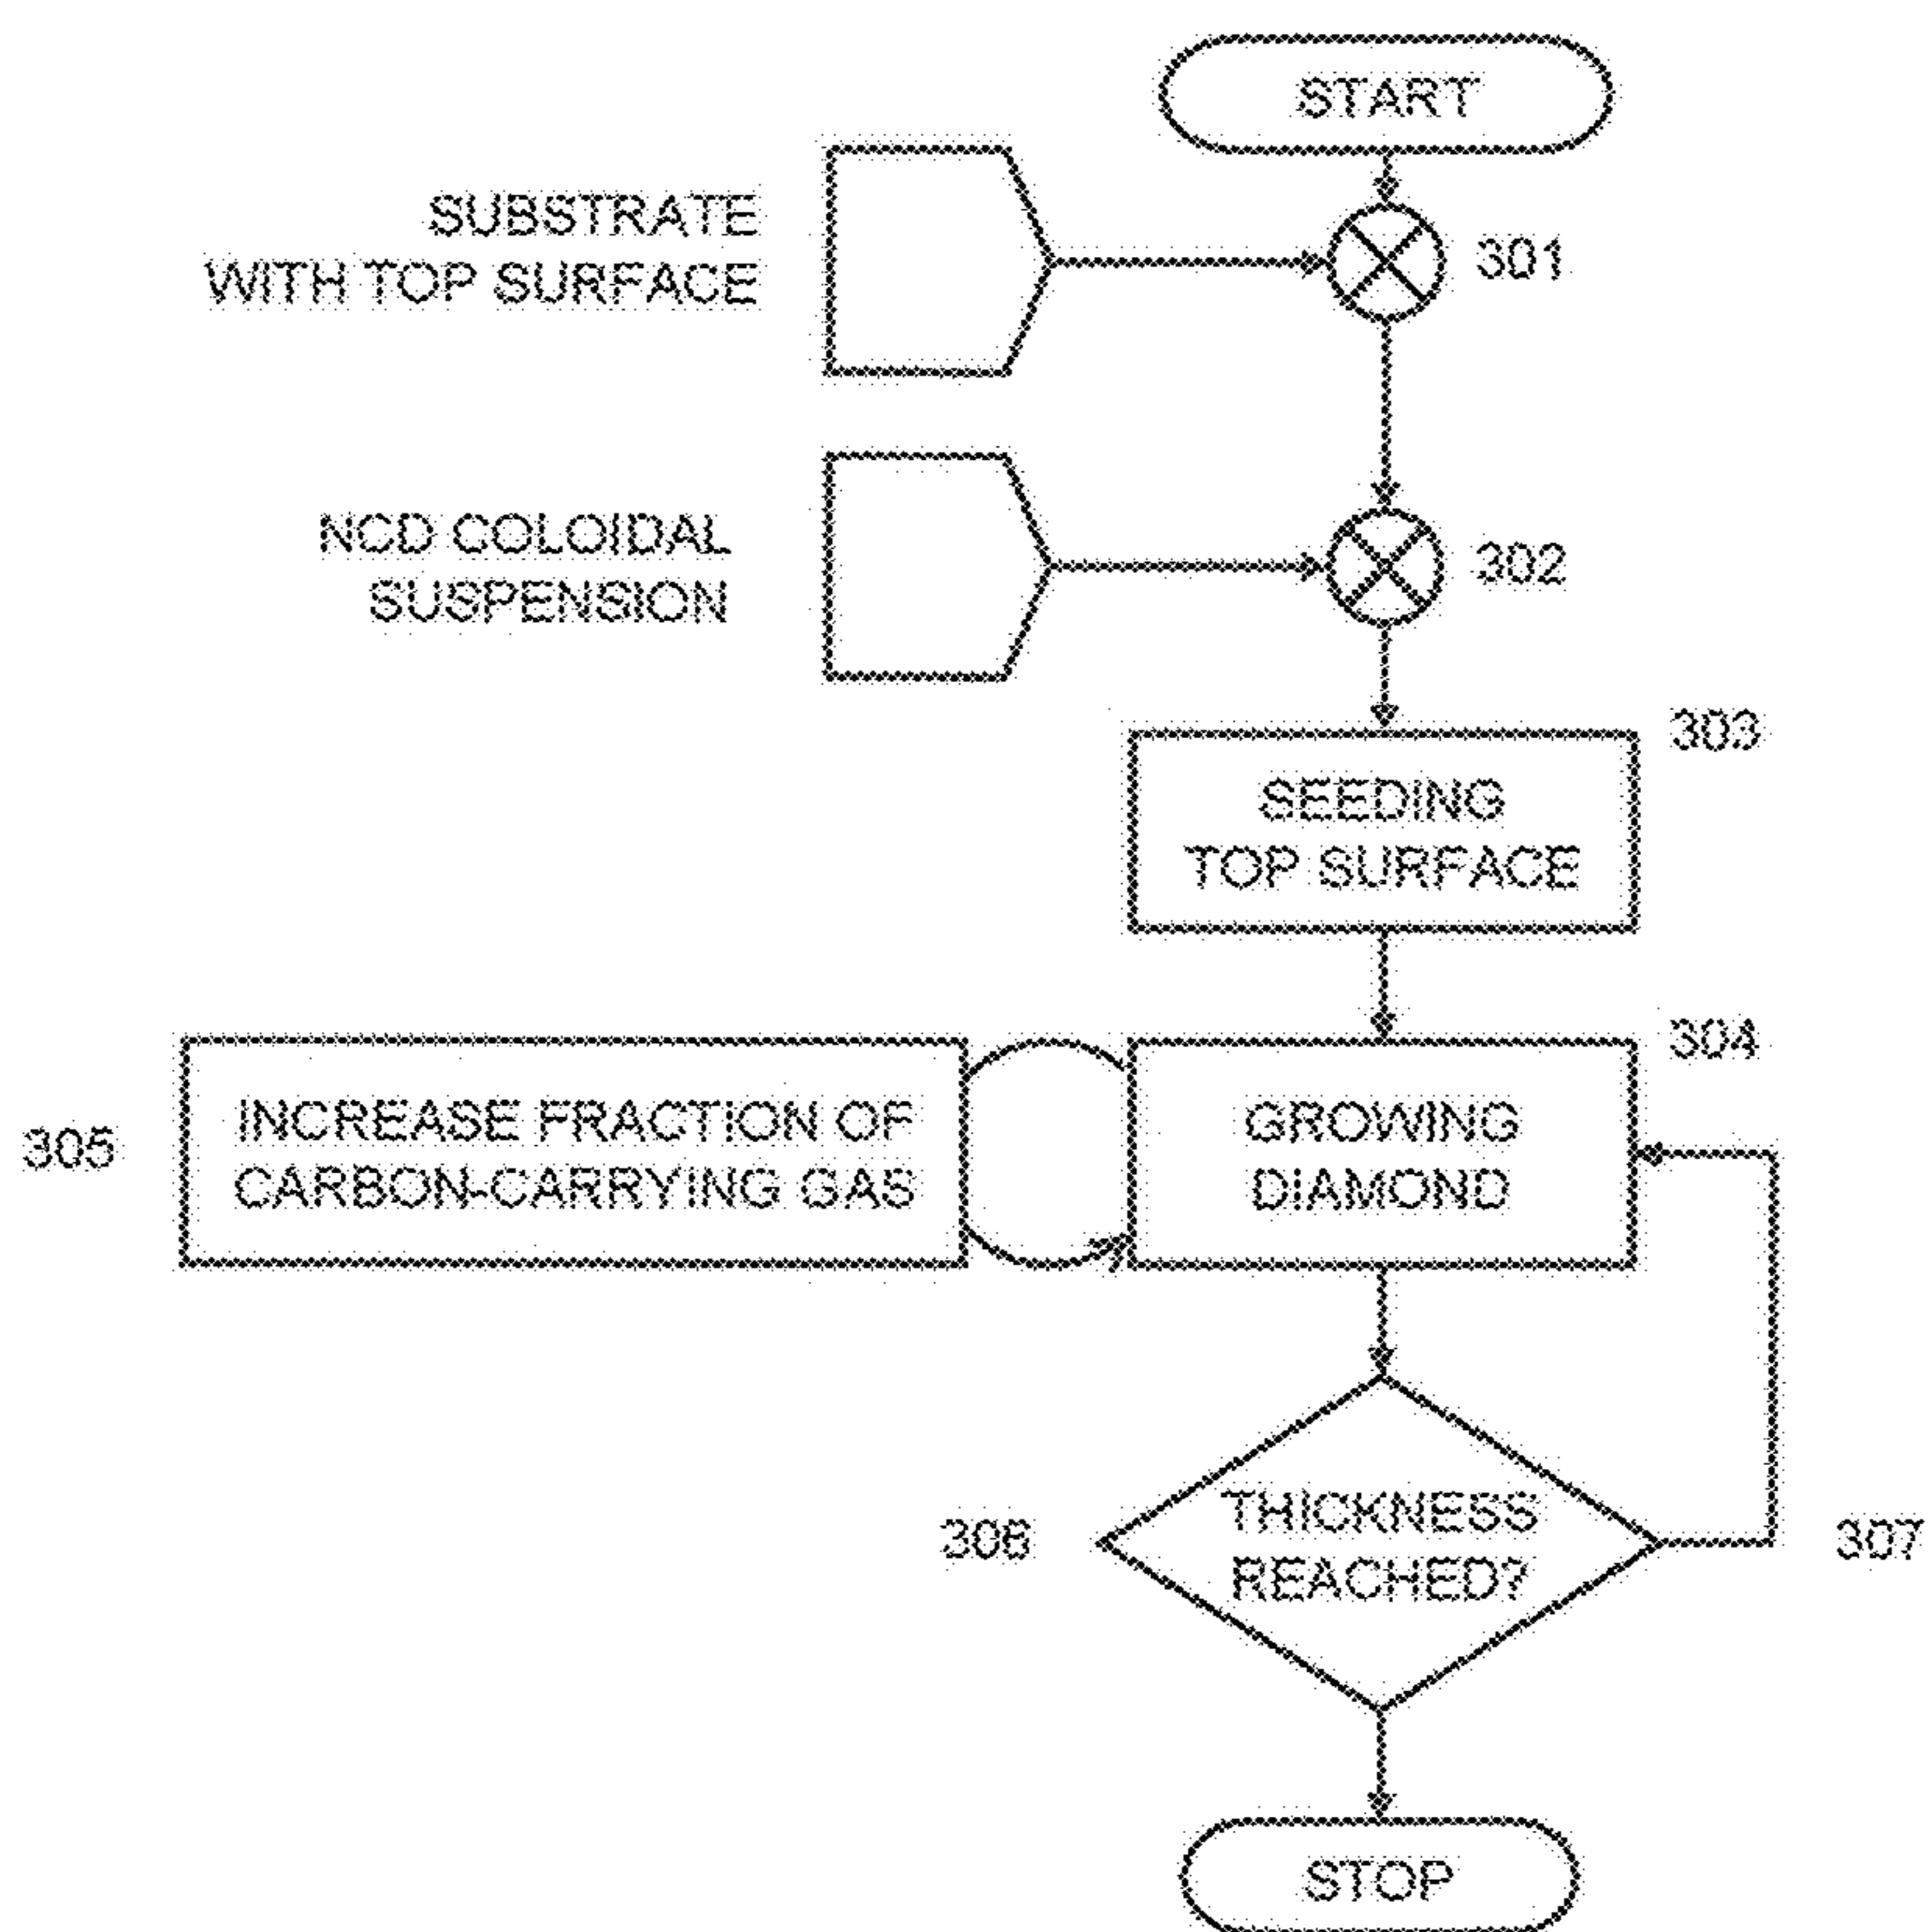 START
SUBSTRATE
WITH TOP SURFACE
301
NCD COLOIDAL
SUSPENSION
302
303
SEEDING
TOP SURFACE
304
305
INCREASE FRACTION OF
CARBON-CARRYING GAS
GROWING
DIAMOND
306
THICKNESS
REACHED?
307
STOP